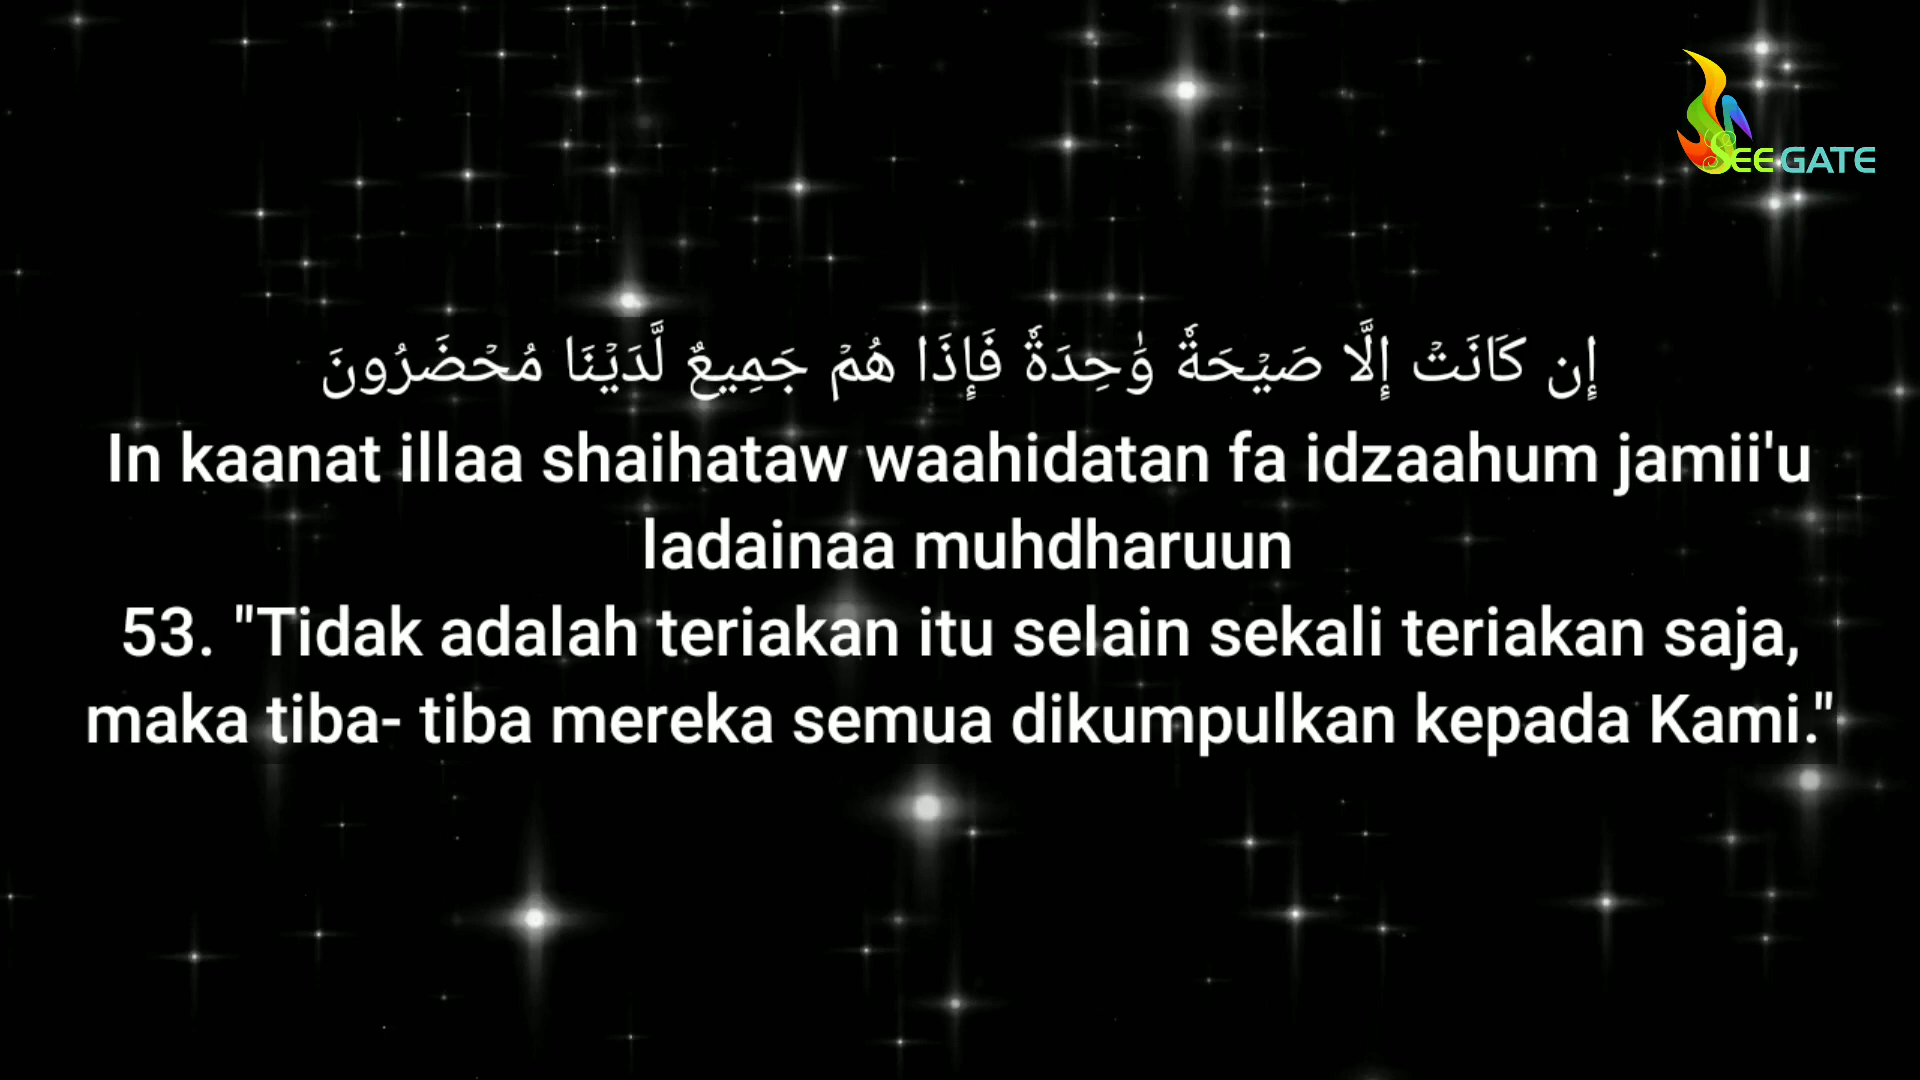 SEEGATE
إِن كَانَتْ إِلَّا صَيْحَةً وَٰحِدَةً فَإِذَا هُمْ جَمِيعٌ لَّدَيْنَا مُحْضَرُونَ
In kaanat illaa shaihataw waahidatan fa idzaahum jamii'u
ladainaa muhdharuun
53. "Tidak adalah teriakan itu selain sekali teriakan saja,
maka tiba- tiba mereka semua dikumpulkan kepada Kami."